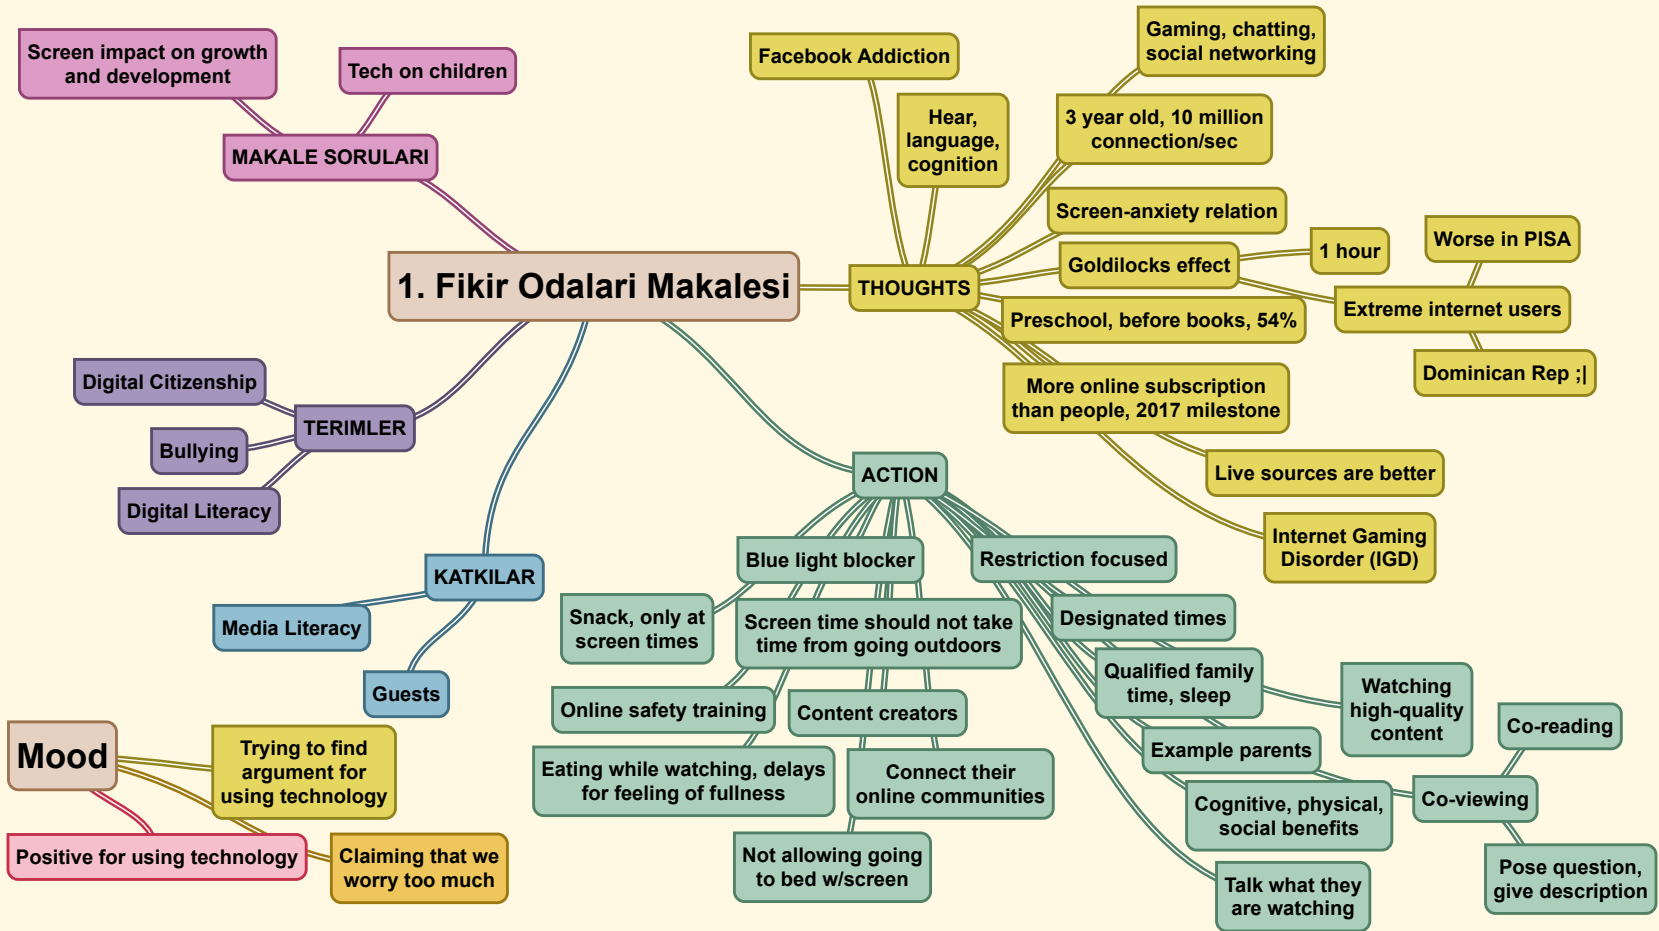 Screen impact on growth
and development
Tech on children
MAKALE SORULARI
Facebook Addiction
Hear,
language,
cognition
Gaming, chatting,
social networking
3 year old, 10 million
connection/sec
Screen-anxiety relation
Goldilocks effect
1 hour
Worse in PISA
Extreme internet users
Dominican Rep ;|
1. Fikir Odalari Makalesi
THOUGHTS
Preschool, before books, 54%
More online subscription
than people, 2017 milestone
Live sources are better
Internet Gaming
Disorder (IGD)
Digital Citizenship
TERIMLER
Bullying
Digital Literacy
KATKILAR
Media Literacy
Guests
ACTION
Blue light blocker
Restriction focused
Snack, only at
screen times
Screen time should not take
time from going outdoors
Designated times
Qualified family
time, sleep
Watching
high-quality
content
Online safety training
Content creators
Example parents
Co-reading
Eating while watching, delays
for feeling of fullness
Connect their
online communities
Cognitive, physical,
social benefits
Co-viewing
Not allowing going
to bed w/screen
Talk what they
are watching
Pose question,
give description
Mood
Trying to find
argument for
using technology
Positive for using technology
Claiming that we
worry too much